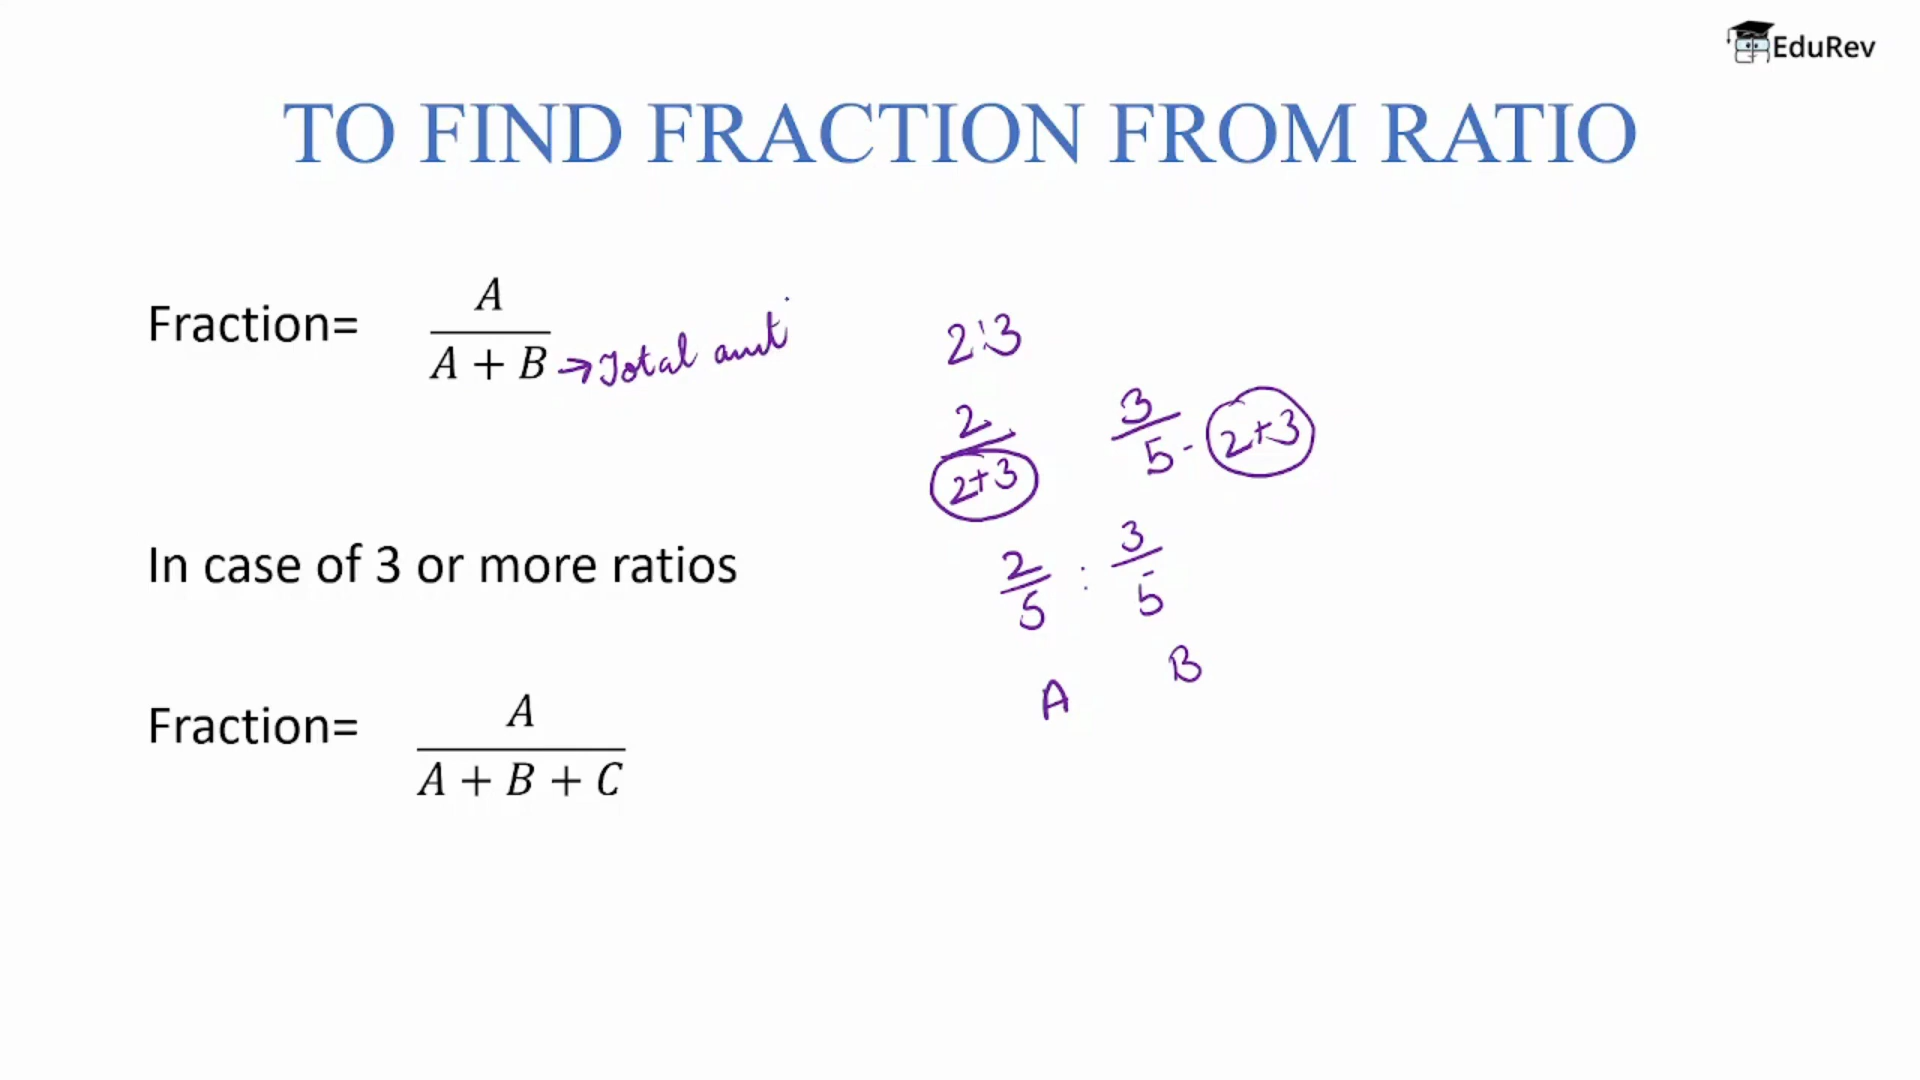 EduRev
TO FIND FRACTION FROM RATIO
Fraction= A
A + B → Total amt
2:3
2
2+3
3
5 - 2+3
In case of 3 or more ratios
2/5 : 3/5
A B
Fraction= A
A + B + C